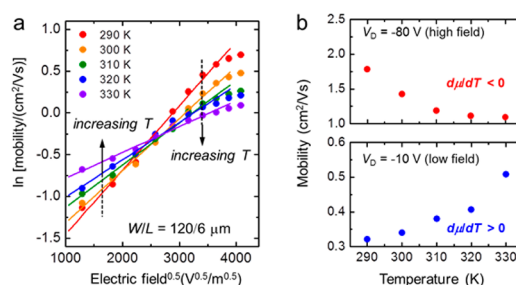 a
290 K
300 K
310 K
320 K
330 K
increasing T
increasing T
W/L = 120/6 μm
1.0
0.5
0.0
-0.5
-1.0
-1.5
ln [mobility/(cm²/Vs)]
1000 1500 2000 2500 3000 3500 4000
Electric field⁰·⁵(V⁰·⁵/m⁰·⁵)
b
V_D = -80 V (high field)
dμ/dT < 0
2.5
2.0
1.5
1.0
V_D = -10 V (low field)
dμ/dT > 0
0.6
0.5
0.4
0.3
Mobility (cm²/Vs)
290 300 310 320 330
Temperature (K)